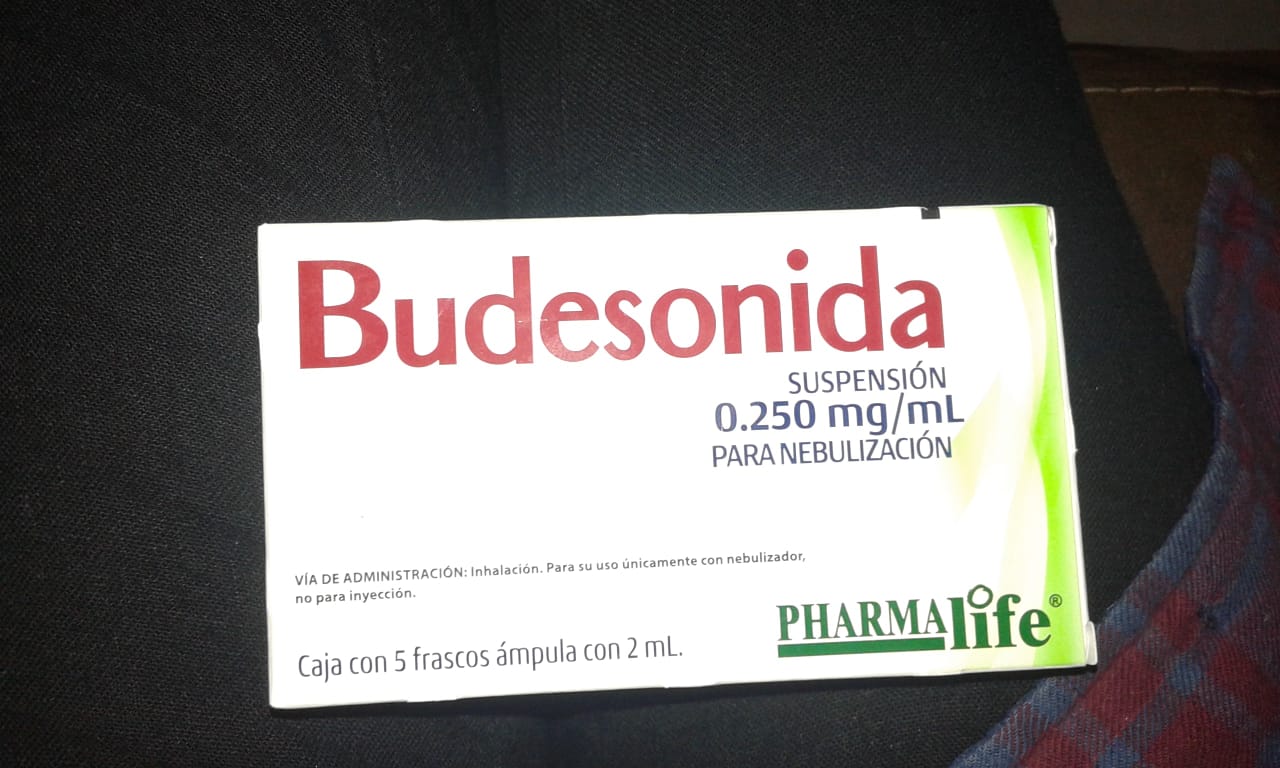 Budesonida
SUSPENSIÓN
0.250 mg/mL
PARA NEBULIZACIÓN
VÍA DE ADMINISTRACIÓN: Inhalación. Para su uso únicamente con nebulizador,
no para inyección.
Caja con 5 frascos ámpula con 2 mL.
PHARMAlife®